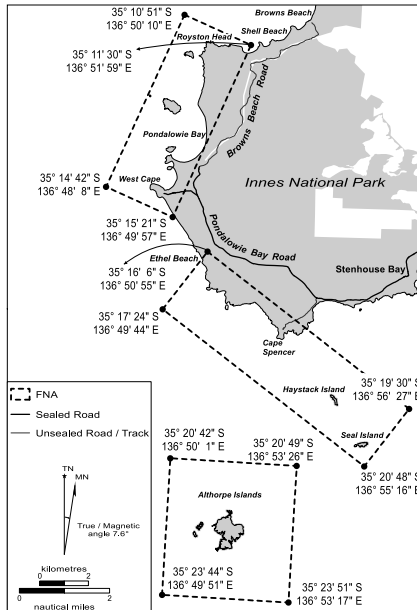 35° 10' 51" S
136° 50' 10" E
Browns Beach
Shell Beach
Royston Head
35° 11' 30" S
136° 51' 59" E
Browns Beach Road
Pondalowie Bay
35° 14' 42" S
136° 48' 8" E
West Cape
Innes National Park
35° 15' 21" S
136° 49' 57" E
Pondalowie Bay Road
Ethel Beach
35° 16' 6" S
136° 50' 55" E
Stenhouse Bay
35° 17' 24" S
136° 49' 44" E
Cape
Spencer
35° 19' 30" S
136° 56' 27" E
Haystack Island
Seal Island
35° 20' 48" S
136° 55' 16" E
FNA
Sealed Road
Unsealed Road / Track
35° 20' 42" S
136° 50' 1" E
35° 20' 49" S
136° 53' 26" E
Althorpe Islands
35° 23' 44" S
136° 49' 51" E
35° 23' 51" S
136° 53' 17" E
TN
MN
True / Magnetic
angle 7.6°
kilometres
0 2
0 2
nautical miles